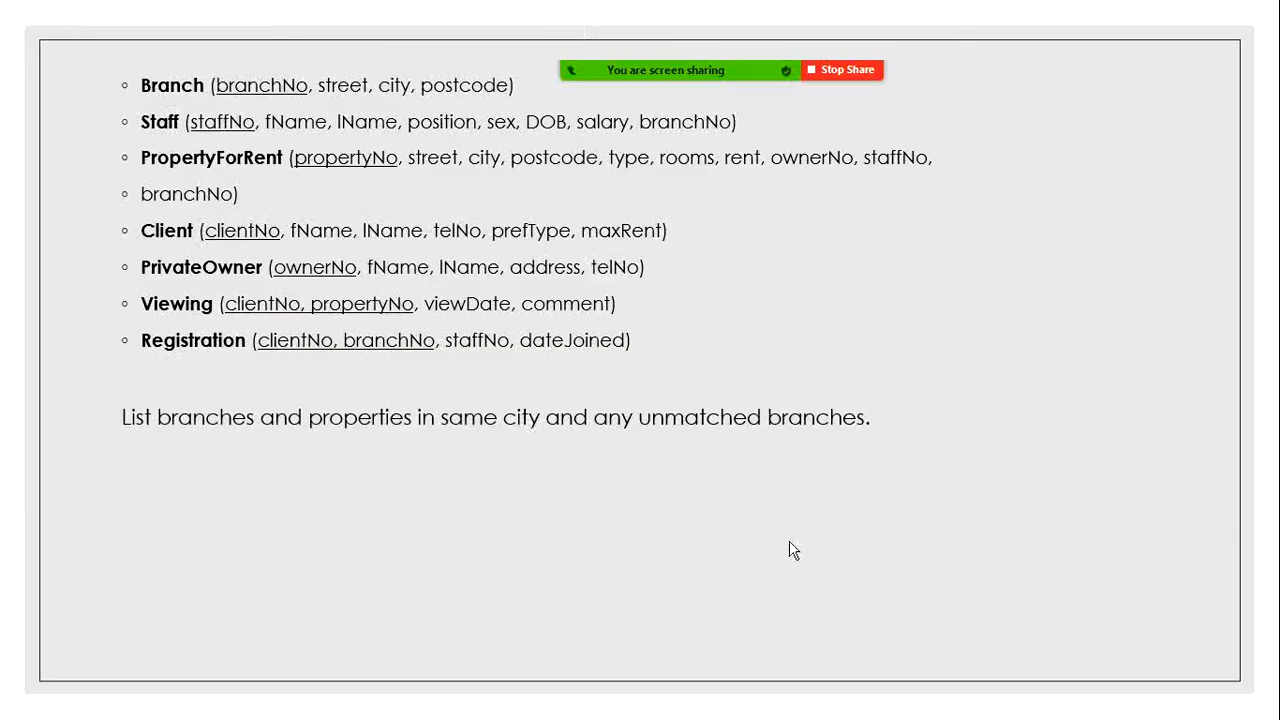 You are screen sharing Stop Share
◦ Branch (branchNo, street, city, postcode)
◦ Staff (staffNo, fName, lName, position, sex, DOB, salary, branchNo)
◦ PropertyForRent (propertyNo, street, city, postcode, type, rooms, rent, ownerNo, staffNo,
◦ branchNo)
◦ Client (clientNo, fName, lName, telNo, prefType, maxRent)
◦ PrivateOwner (ownerNo, fName, lName, address, telNo)
◦ Viewing (clientNo, propertyNo, viewDate, comment)
◦ Registration (clientNo, branchNo, staffNo, dateJoined)
List branches and properties in same city and any unmatched branches.